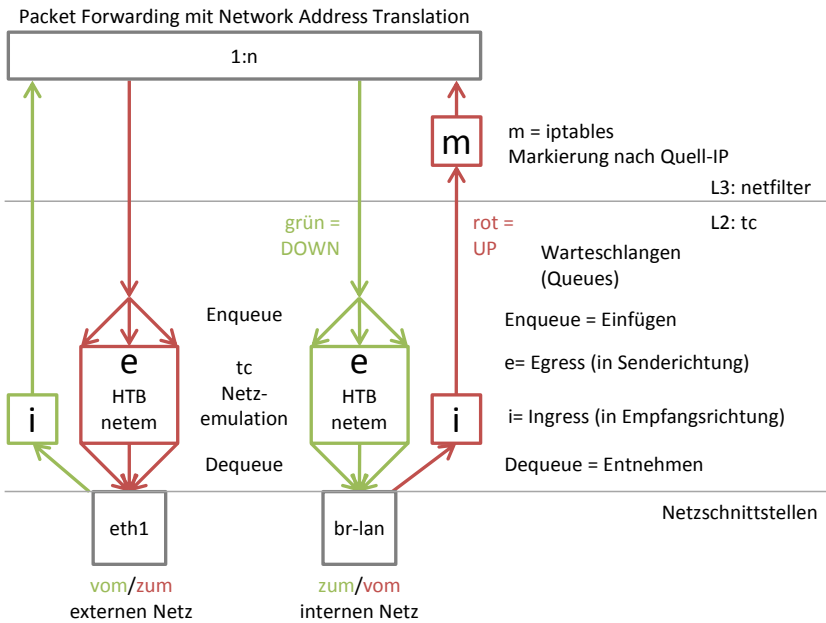 Packet Forwarding mit Network Address Translation
1:n
m
m = iptables
Markierung nach Quell-IP
L3: netfilter
grün =
DOWN
rot =
UP
L2: tc
Warteschlangen
(Queues)
Enqueue
Enqueue = Einfügen
e
HTB
netem
tc
Netz-
emulation
e
HTB
netem
e= Egress (in Senderichtung)
i
i
i= Ingress (in Empfangsrichtung)
Dequeue
Dequeue = Entnehmen
eth1
br-lan
Netzschnittstellen
vom/zum
externen Netz
zum/vom
internen Netz